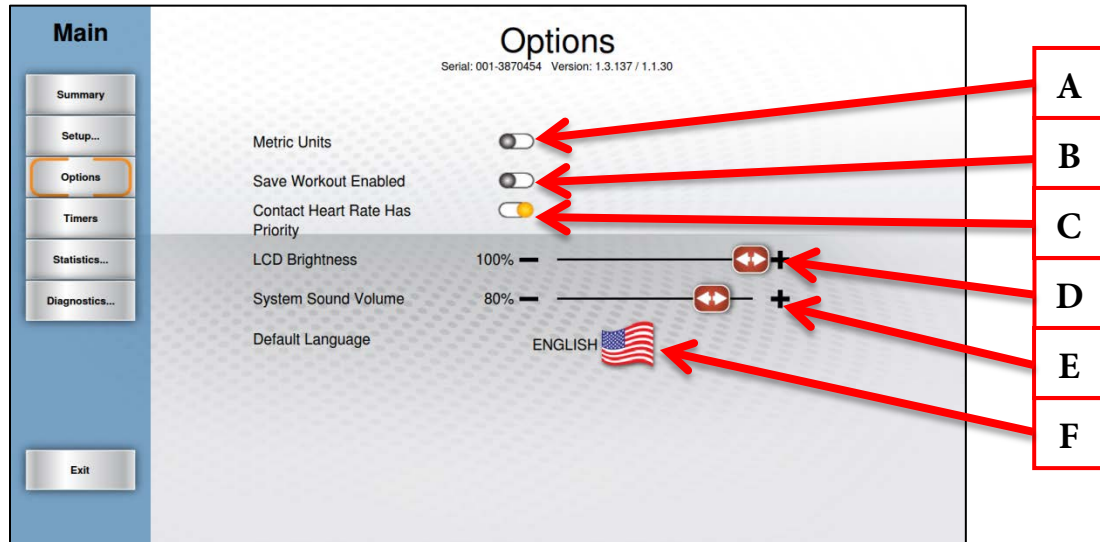 Main
Options
Serial: 001-3870454 Version: 1.3.137 / 1.1.30
Summary
Setup...
Options
Timers
Statistics...
Diagnostics...
Exit
Metric Units
Save Workout Enabled
Contact Heart Rate Has
Priority
LCD Brightness 100%
System Sound Volume 80%
Default Language ENGLISH
A
B
C
D
E
F